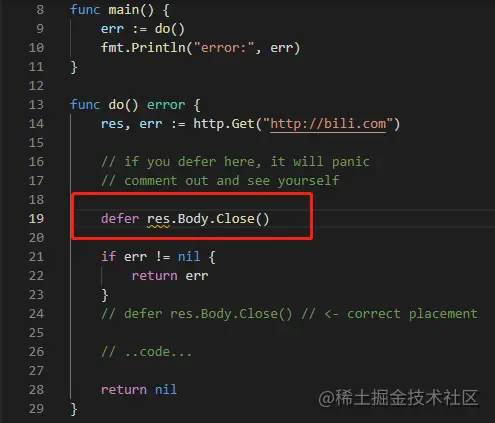 8 func main() {
9 err := do()
10 fmt.Println("error:", err)
11 }
12
13 func do() error {
14 res, err := http.Get("http://bili.com")
15
16 // if you defer here, it will panic
17 // comment out and see yourself
18
19 defer res.Body.Close()
20
21 if err != nil {
22 return err
23 }
24 // defer res.Body.Close() // <- correct placement
25
26 // ..code...
27
28 return nil
29 }
@稀土掘金技术社区